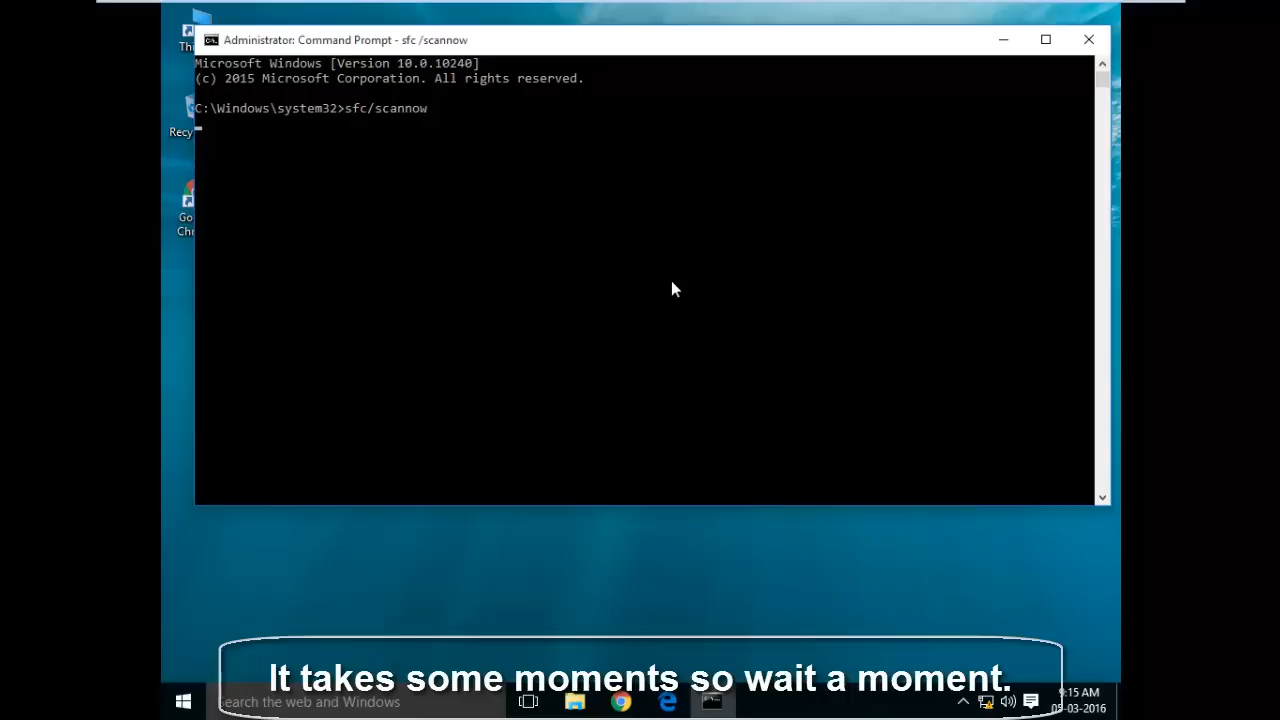 Administrator: Command Prompt - sfc /scannow
Microsoft Windows [Version 10.0.10240]
(c) 2015 Microsoft Corporation. All rights reserved.
C:\Windows\system32>sfc/scannow
Th
Recy
Go
Chr
It takes some moments so wait a moment.
Search the web and Windows
9:15 AM
05-03-2016